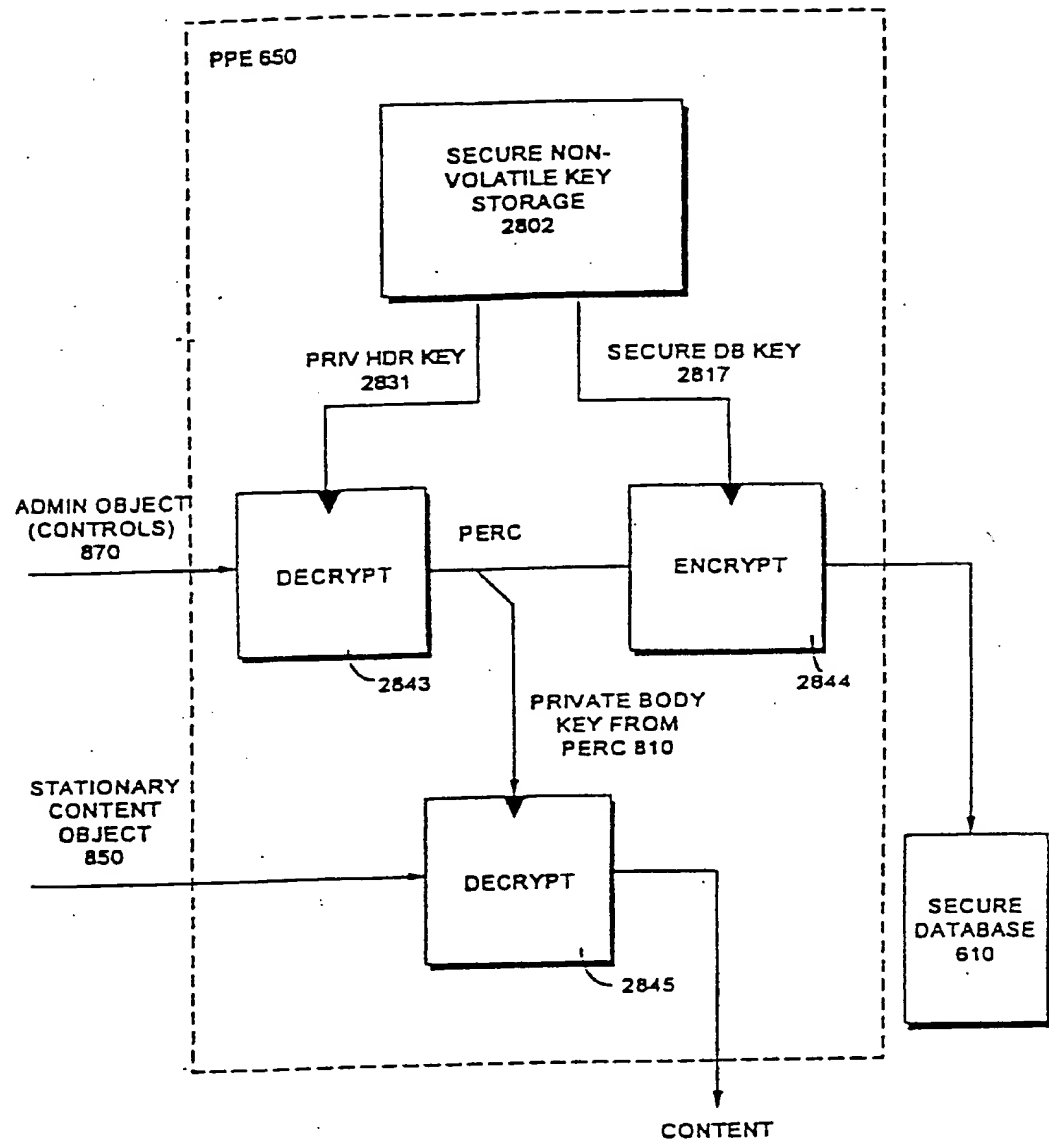 PPE 650
SECURE NON-
VOLATILE KEY
STORAGE
2802
PRIV HDR KEY
2831
SECURE DB KEY
2817
ADMIN OBJECT
(CONTROLS)
870
DECRYPT
PERC
ENCRYPT
2843
2844
PRIVATE BODY
KEY FROM
PERC 810
STATIONARY
CONTENT
OBJECT
850
DECRYPT
2845
SECURE
DATABASE
610
CONTENT